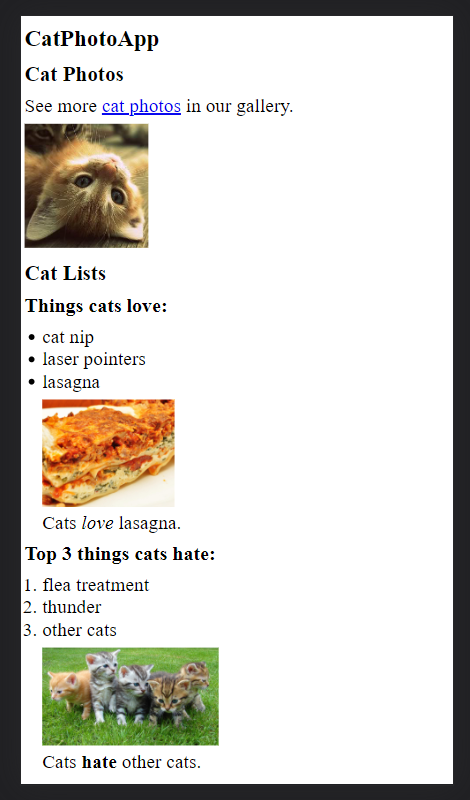 CatPhotoApp
Cat Photos
See more cat photos in our gallery.
Cat Lists
Things cats love:
• cat nip
• laser pointers
• lasagna
Cats love lasagna.
Top 3 things cats hate:
1. flea treatment
2. thunder
3. other cats
Cats hate other cats.